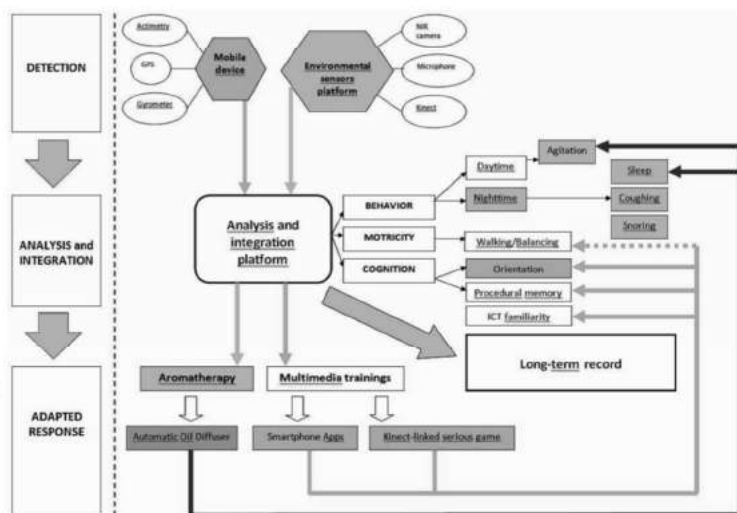 DETECTION
ANALYSIS and
INTEGRATION
ADAPTED
RESPONSE
Actimetry
GPS
Gyrometer
Mobile
device
Environmental
sensors
platform
NIR
camera
Microphone
Kinect
Analysis and
integration
platform
BEHAVIOR
MOTRICITY
COGNITION
Daytime
Nighttime
Agitation
Sleep
Coughing
Snoring
Walking/Balancing
Orientation
Procedural memory
ICT familiarity
Long-term record
Aromatherapy
Multimedia trainings
Automatic Oil Diffuser
Smartphone Apps
Kinect-linked serious game